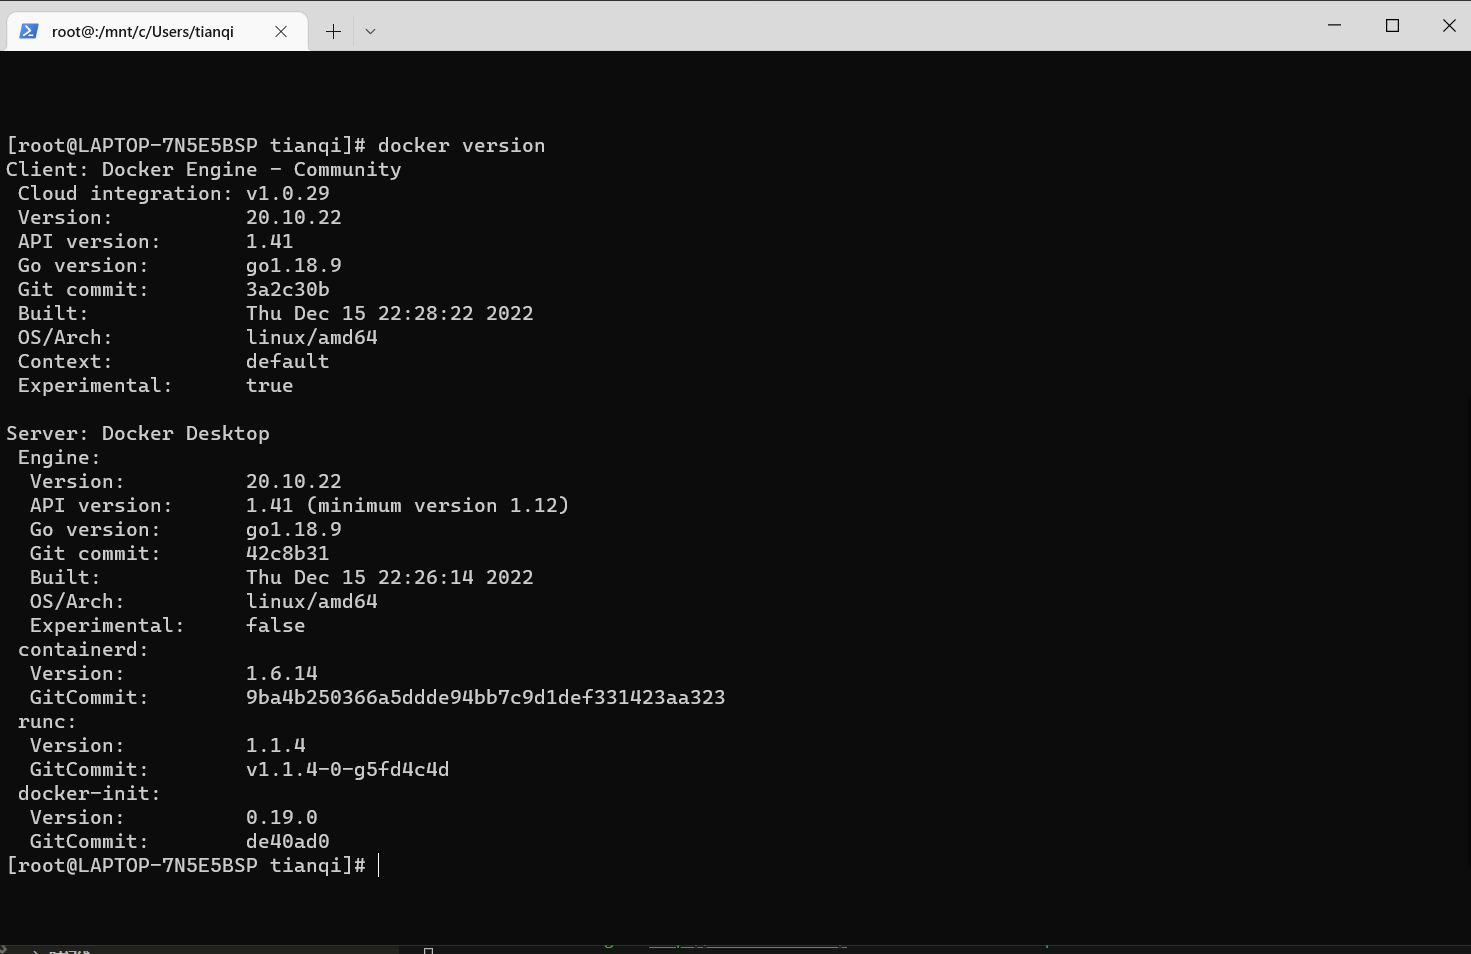 root@:/mnt/c/Users/tianqi
[root@LAPTOP-7N5E5BSP tianqi]# docker version
Client: Docker Engine - Community
 Cloud integration: v1.0.29
 Version:           20.10.22
 API version:       1.41
 Go version:        go1.18.9
 Git commit:        3a2c30b
 Built:             Thu Dec 15 22:28:22 2022
 OS/Arch:           linux/amd64
 Context:           default
 Experimental:      true

Server: Docker Desktop
 Engine:
  Version:          20.10.22
  API version:      1.41 (minimum version 1.12)
  Go version:       go1.18.9
  Git commit:       42c8b31
  Built:            Thu Dec 15 22:26:14 2022
  OS/Arch:          linux/amd64
  Experimental:     false
 containerd:
  Version:          1.6.14
  GitCommit:        9ba4b250366a5ddde94bb7c9d1def331423aa323
 runc:
  Version:          1.1.4
  GitCommit:        v1.1.4-0-g5fd4c4d
 docker-init:
  Version:          0.19.0
  GitCommit:        de40ad0
[root@LAPTOP-7N5E5BSP tianqi]#